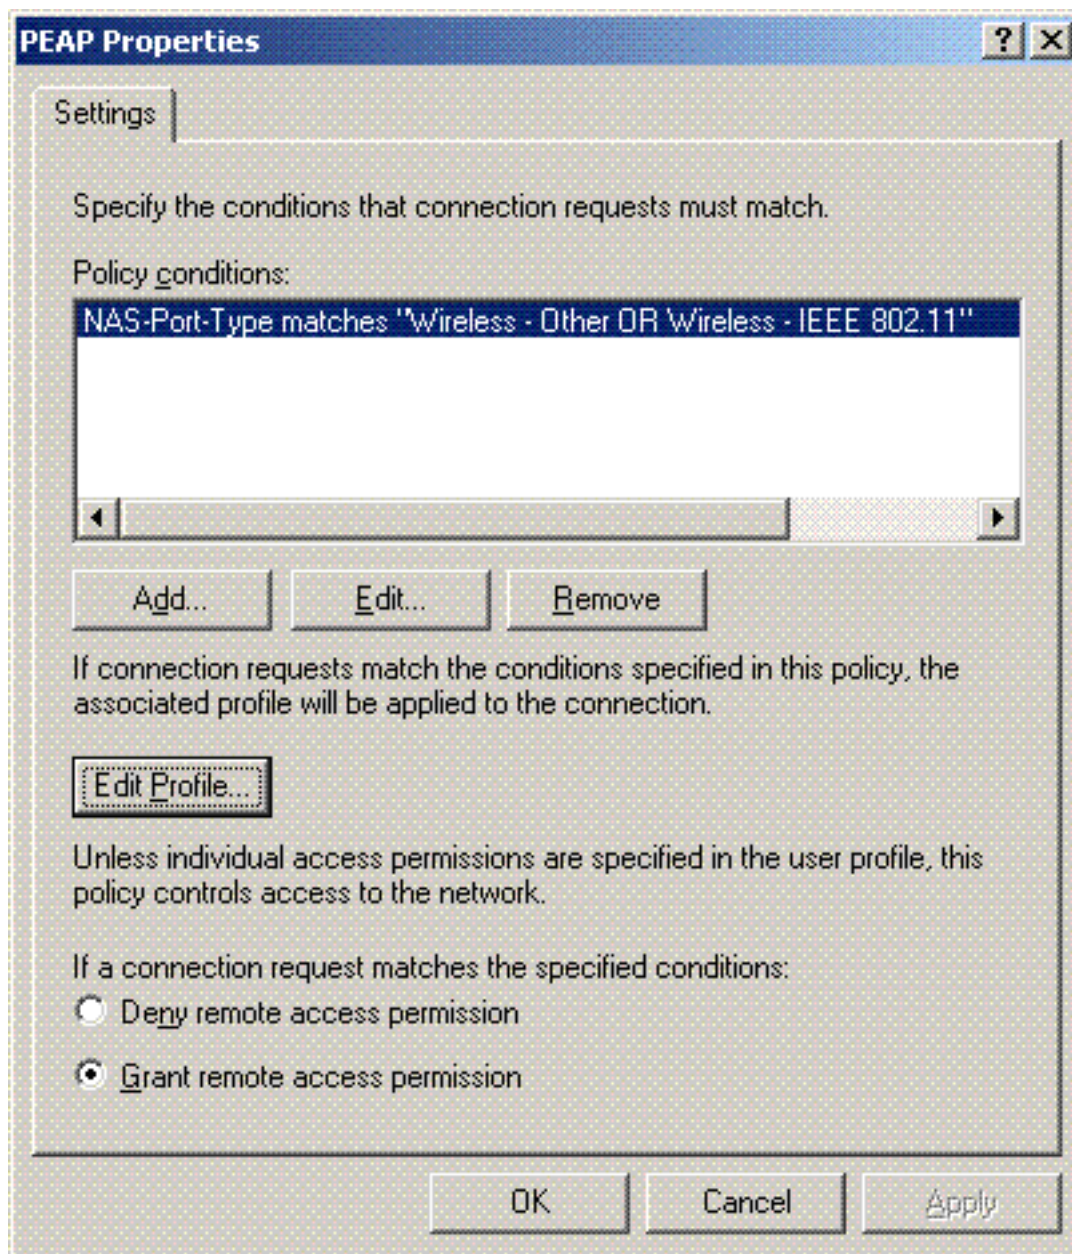 PEAP Properties
Settings
Specify the conditions that connection requests must match.
Policy conditions:
NAS-Port-Type matches "Wireless - Other OR Wireless - IEEE 802.11"
Add... Edit... Remove
If connection requests match the conditions specified in this policy, the
associated profile will be applied to the connection.
Edit Profile...
Unless individual access permissions are specified in the user profile, this
policy controls access to the network.
If a connection request matches the specified conditions:
Deny remote access permission
Grant remote access permission
OK Cancel Apply